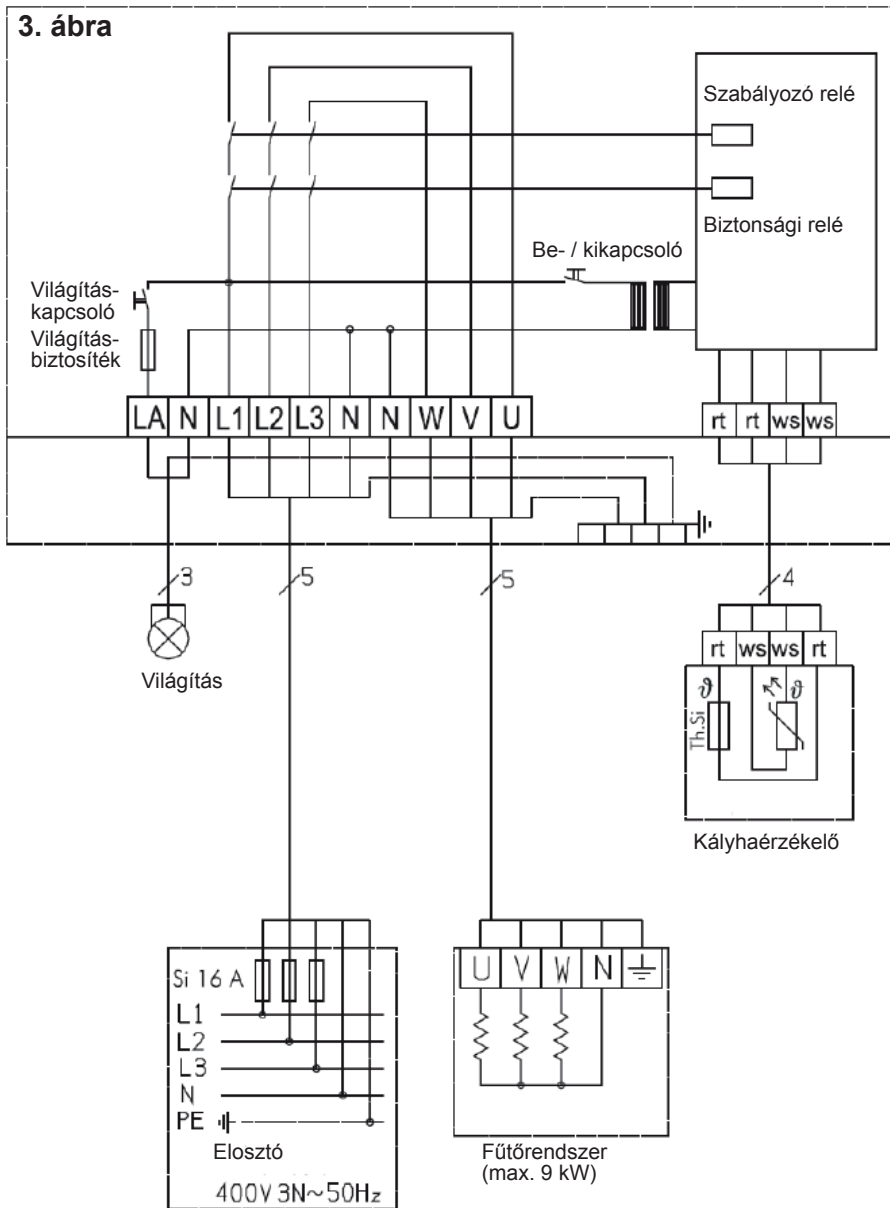 3. ábra
Szabályozó relé
Biztonsági relé
Be- / kikapcsoló
Világítás-
kapcsoló
Világítás-
biztosíték
LA N L1 L2 L3 N N W V U
rt rt ws ws
3 5 5 4
Világítás
rt ws ws rt
ϑ ϑ
Th.Si
Kályhaérzékelő
Si 16 A
L1
L2
L3
N
PE
Elosztó
400V 3N~50Hz
U V W N
Fűtőrendszer
(max. 9 kW)